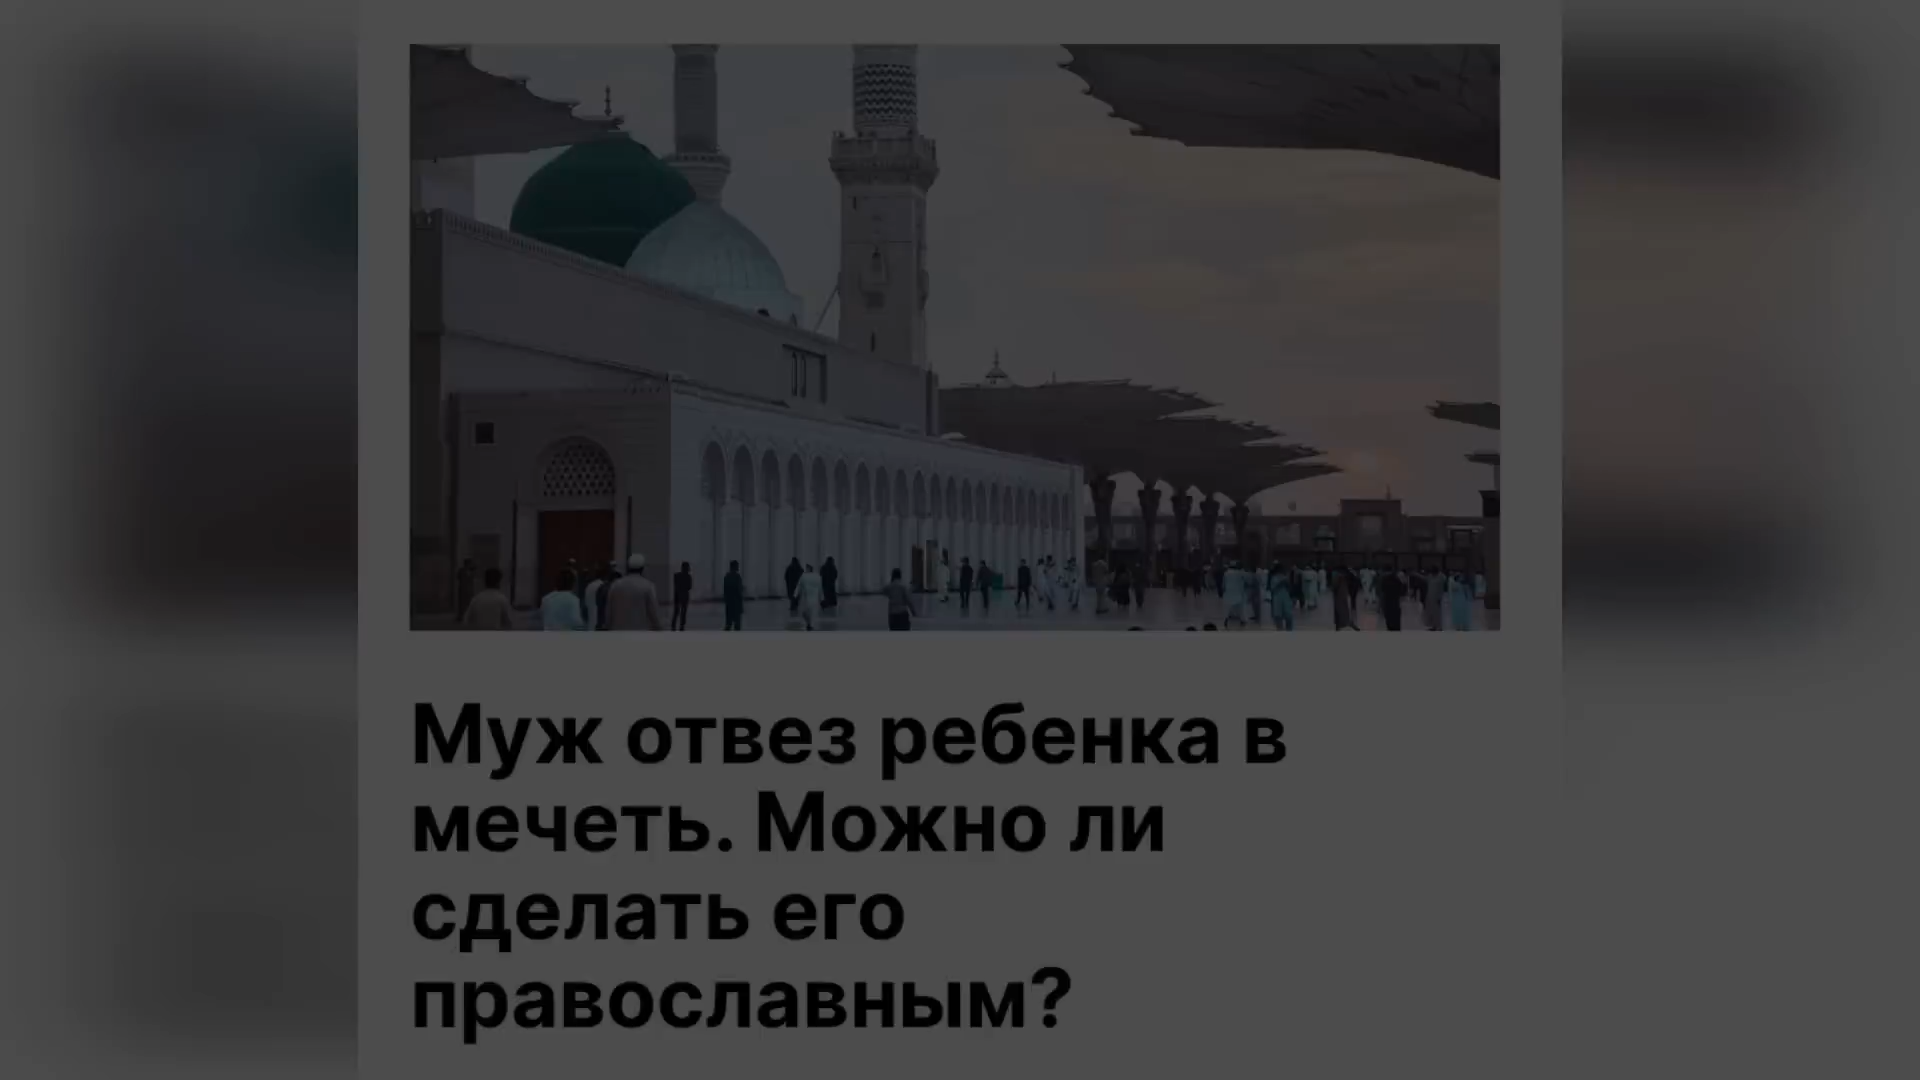 Муж отвез ребенка в
мечеть. Можно ли
сделать его
православным?